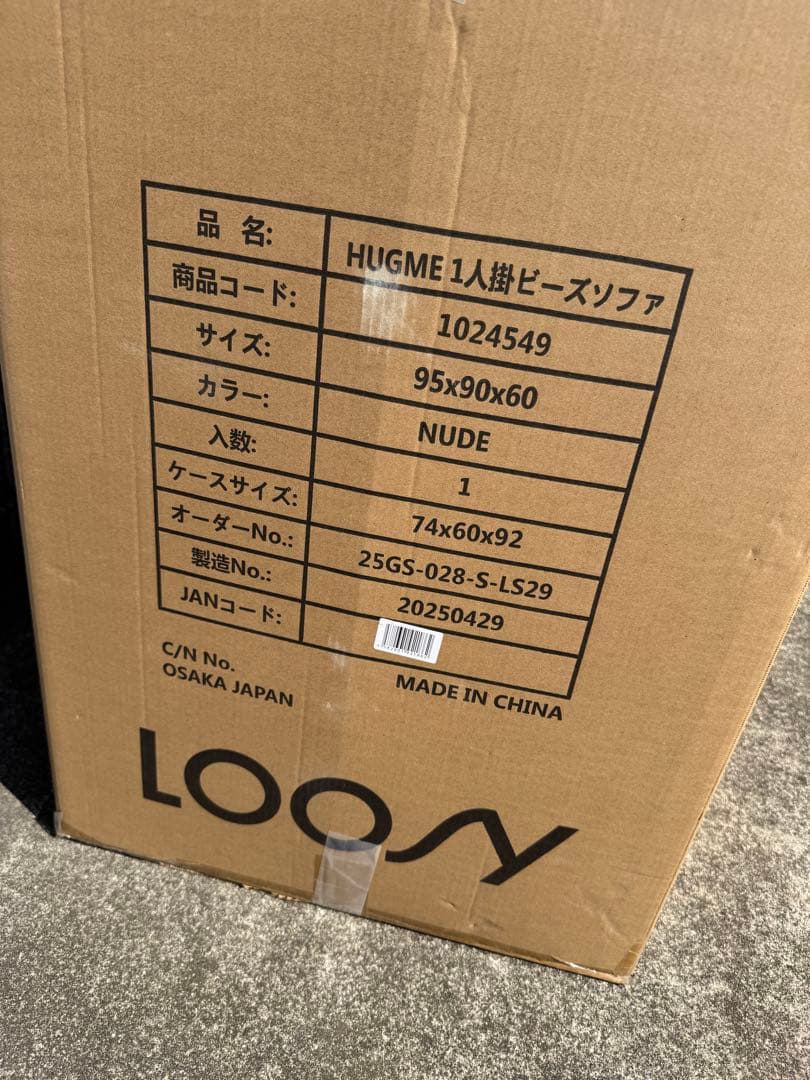 品 名: HUGME 1人掛ビーズソファ
商品コード: 1024549
サイズ: 95x90x60
カラー: NUDE
入数: 1
ケースサイズ: 74x60x92
オーダーNo.: 25GS-028-S-LS29
製造No.: 20250429
JANコード:
C/N No.
OSAKA JAPAN
MADE IN CHINA
LOOSY